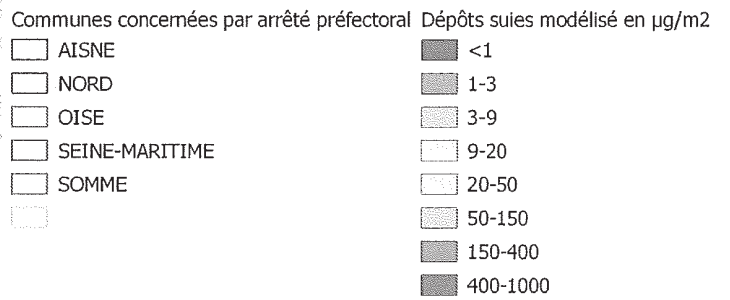 Communes concernées par arrêté préfectoral
AISNE
NORD
OISE
SEINE-MARITIME
SOMME
Dépôts suies modélisé en µg/m2
<1
1-3
3-9
9-20
20-50
50-150
150-400
400-1000